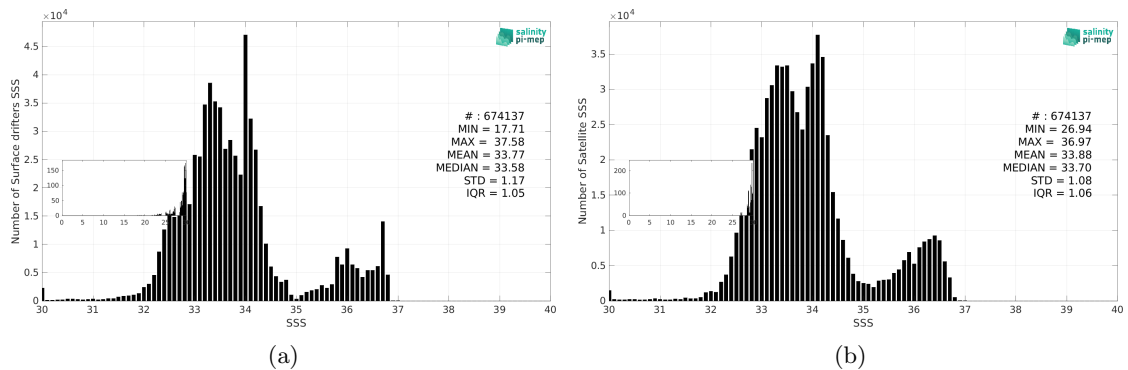 ×10⁴
4.5
4
3.5
3
2.5
2
1.5
1
0.5
0
Number of Surface drifters SSS
salinity
pi-mep
# : 674137
MIN = 17.71
MAX = 37.58
MEAN = 33.77
MEDIAN = 33.58
STD = 1.17
IQR = 1.05
150
100
50
0
0 5 10 15 20 25
30 31 32 33 34 35 36 37 38 39 40
SSS
(a)
×10⁴
3.5
3
2.5
2
1.5
1
0.5
0
Number of Satellite SSS
salinity
pi-mep
# : 674137
MIN = 26.94
MAX = 36.97
MEAN = 33.88
MEDIAN = 33.70
STD = 1.08
IQR = 1.06
200
100
0
0 5 10 15 20 25 30
30 31 32 33 34 35 36 37 38 39 40
SSS
(b)